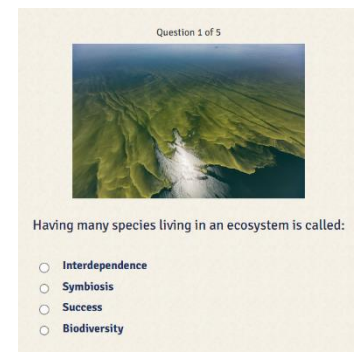 Question 1 of 5
Having many species living in an ecosystem is called:
Interdependence
Symbiosis
Success
Biodiversity